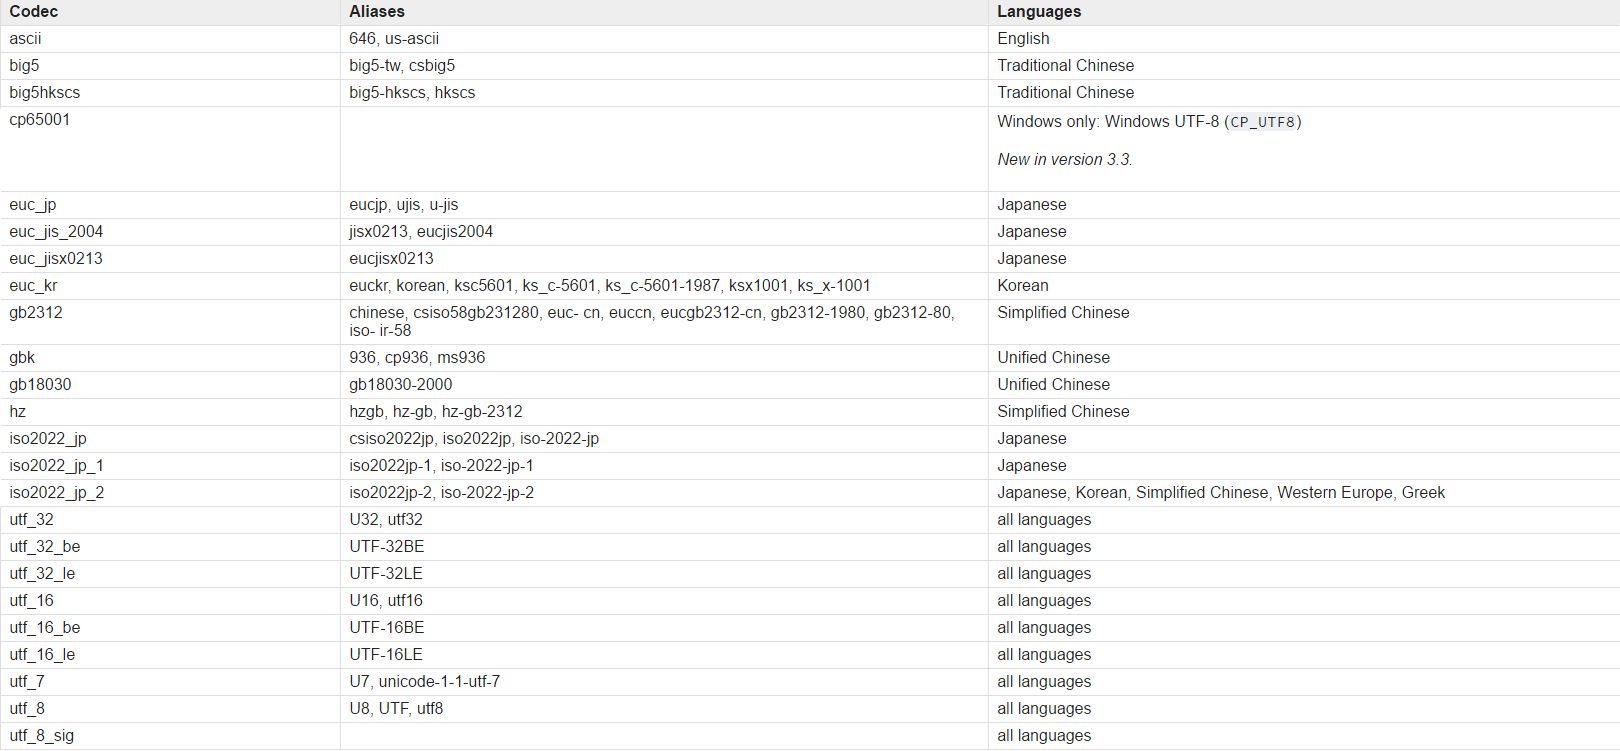 Codec Aliases Languages
ascii 646, us-ascii English
big5 big5-tw, csbig5 Traditional Chinese
big5hkscs big5-hkscs, hkscs Traditional Chinese
cp65001 Windows only: Windows UTF-8 (CP_UTF8)
New in version 3.3.
euc_jp eucjp, ujis, u-jis Japanese
euc_jis_2004 jisx0213, eucjis2004 Japanese
euc_jisx0213 eucjisx0213 Japanese
euc_kr euckr, korean, ksc5601, ks_c-5601, ks_c-5601-1987, ksx1001, ks_x-1001 Korean
gb2312 chinese, csiso58gb231280, euc- cn, euccn, eucgb2312-cn, gb2312-1980, gb2312-80, Simplified Chinese
iso- ir-58
gbk 936, cp936, ms936 Unified Chinese
gb18030 gb18030-2000 Unified Chinese
hz hzgb, hz-gb, hz-gb-2312 Simplified Chinese
iso2022_jp csiso2022jp, iso2022jp, iso-2022-jp Japanese
iso2022_jp_1 iso2022jp-1, iso-2022-jp-1 Japanese
iso2022_jp_2 iso2022jp-2, iso-2022-jp-2 Japanese, Korean, Simplified Chinese, Western Europe, Greek
utf_32 U32, utf32 all languages
utf_32_be UTF-32BE all languages
utf_32_le UTF-32LE all languages
utf_16 U16, utf16 all languages
utf_16_be UTF-16BE all languages
utf_16_le UTF-16LE all languages
utf_7 U7, unicode-1-1-utf-7 all languages
utf_8 U8, UTF, utf8 all languages
utf_8_sig all languages